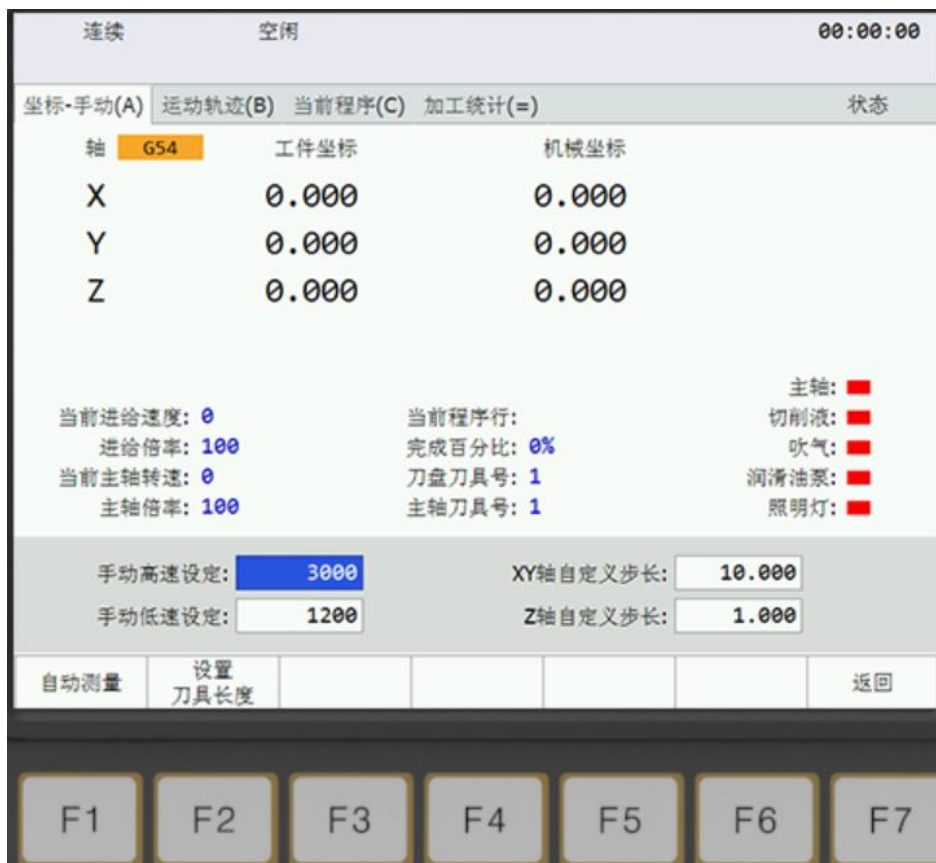 连续 空闲 00:00:00
坐标-手动(A) 运动轨迹(B) 当前程序(C) 加工统计(=) 状态
轴 G54 工件坐标 机械坐标
X 0.000 0.000
Y 0.000 0.000
Z 0.000 0.000
主轴:
当前进给速度: 0 当前程序行: 切削液:
进给倍率: 100 完成百分比: 0% 吹气:
当前主轴转速: 0 刀盘刀具号: 1 润滑油泵:
主轴倍率: 100 主轴刀具号: 1 照明灯:
手动高速设定: 3000 XY轴自定义步长: 10.000
手动低速设定: 1200 Z轴自定义步长: 1.000
自动测量 设置 返回
刀具长度
F1 F2 F3 F4 F5 F6 F7